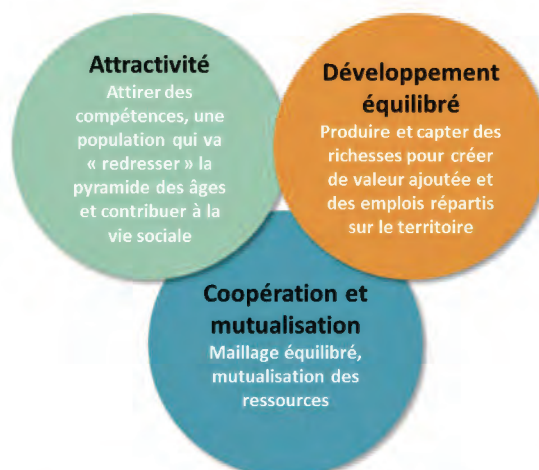 Attractivité
Attirer des
compétences, une
population qui va
« redresser » la
pyramide des âges
et contribuer à la
vie sociale
Développement
équilibré
Produire et capter des
richesses pour créer
de valeur ajoutée et
des emplois répartis
sur le territoire
Coopération et
mutualisation
Maillage équilibré,
mutualisation des
ressources